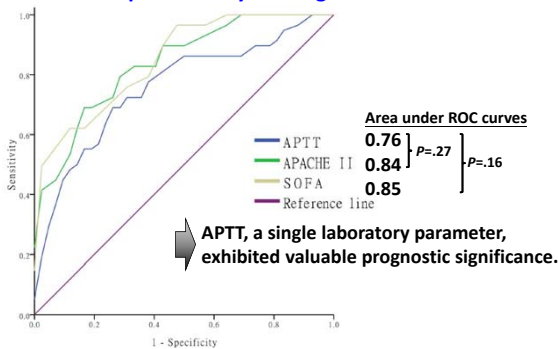 1.0
0.8
0.6
0.4
0.2
0.0
Sensitivity
0.0 0.2 0.4 0.6 0.8 1.0
1 - Specificity
APTT
APACHE II
SOFA
Reference line
Area under ROC curves
0.76
0.84
0.85
P=.27
P=.16
APTT, a single laboratory parameter,
exhibited valuable prognostic significance.